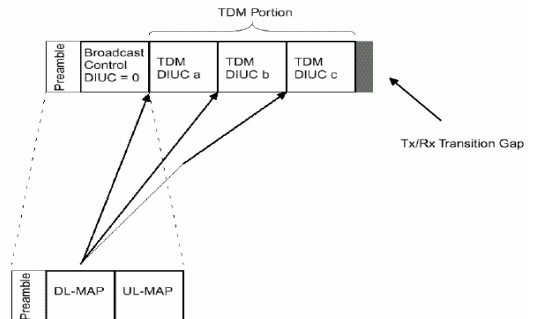 TDM Portion
Preamble
Broadcast
Control
DIUC = 0
TDM
DIUC a
TDM
DIUC b
TDM
DIUC c
Tx/Rx Transition Gap
Preamble
DL-MAP
UL-MAP